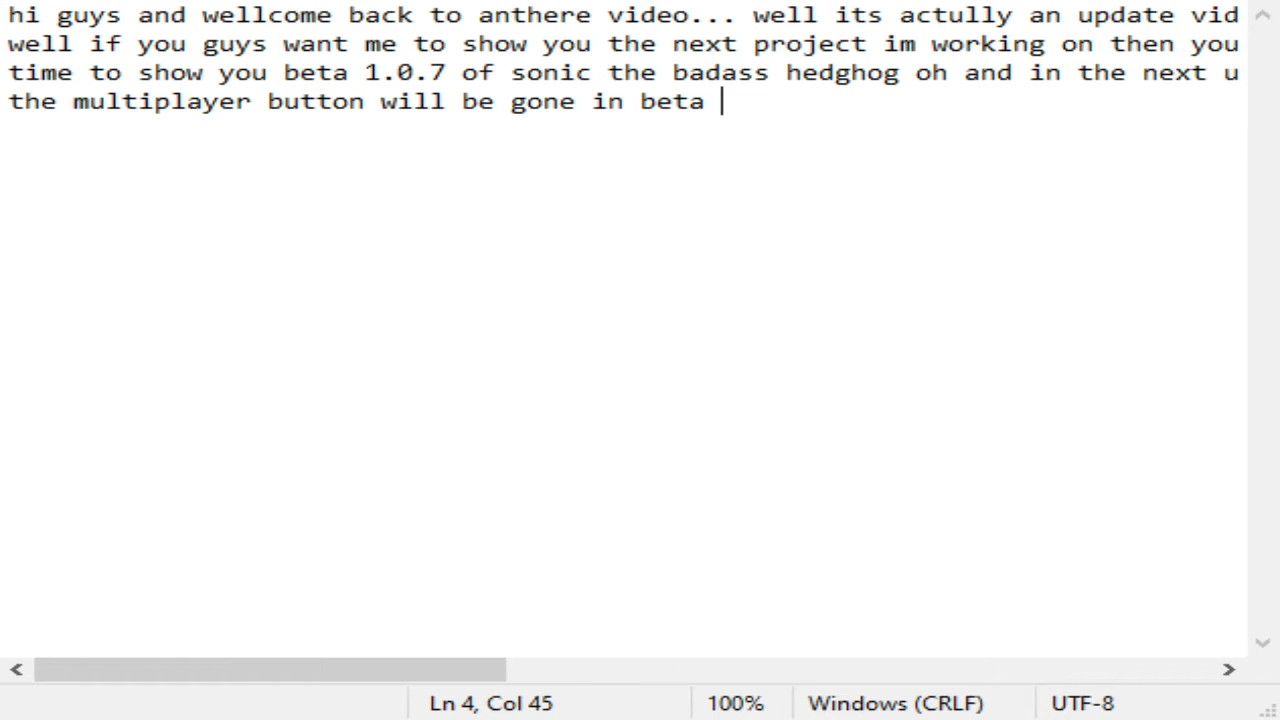 hi guys and wellcome back to anthere video... well its actully an update vid
well if you guys want me to show you the next project im working on then you
time to show you beta 1.0.7 of sonic the badass hedghog oh and in the next u
the multiplayer button will be gone in beta
Ln 4, Col 45 100% Windows (CRLF) UTF-8